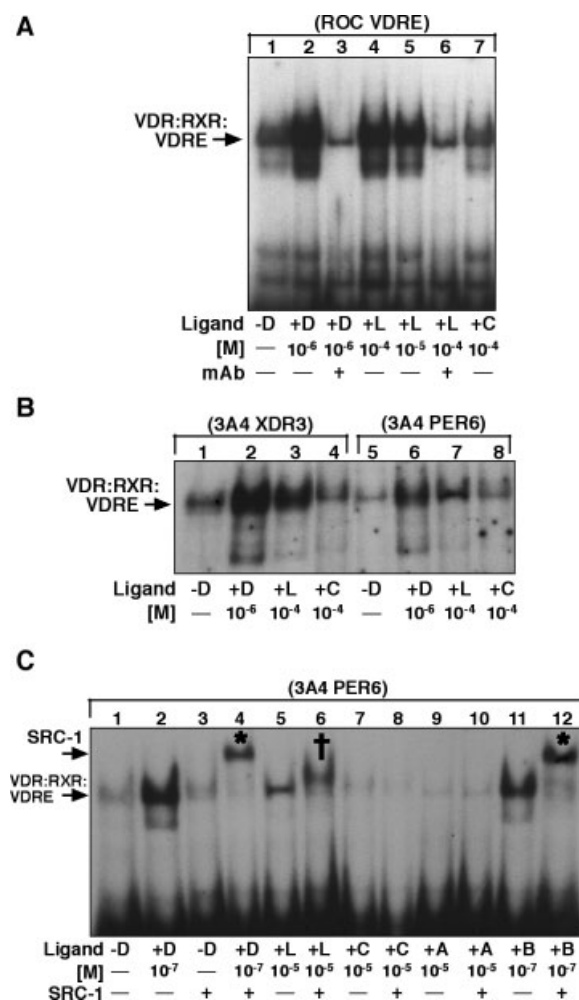 A
(ROC VDRE)
1 2 3 4 5 6 7
VDR:RXR:
VDRE
Ligand -D +D +D +L +L +L +C
[M] — 10⁻⁶ 10⁻⁶ 10⁻⁴ 10⁻⁵ 10⁻⁴ 10⁻⁴
mAb — — + — — + —
B
(3A4 XDR3) (3A4 PER6)
1 2 3 4 5 6 7 8
VDR:RXR:
VDRE
Ligand -D +D +L +C -D +D +L +C
[M] — 10⁻⁶ 10⁻⁴ 10⁻⁴ — 10⁻⁶ 10⁻⁴ 10⁻⁴
C
(3A4 PER6)
1 2 3 4 5 6 7 8 9 10 11 12
SRC-1 * † *
VDR:RXR:
VDRE
Ligand -D +D -D +D +L +L +C +C +A +A +B +B
[M] — 10⁻⁷ — 10⁻⁷ 10⁻⁵ 10⁻⁵ 10⁻⁵ 10⁻⁵ 10⁻⁵ 10⁻⁵ 10⁻⁷ 10⁻⁷
SRC-1 — — + + — + — + — + — +